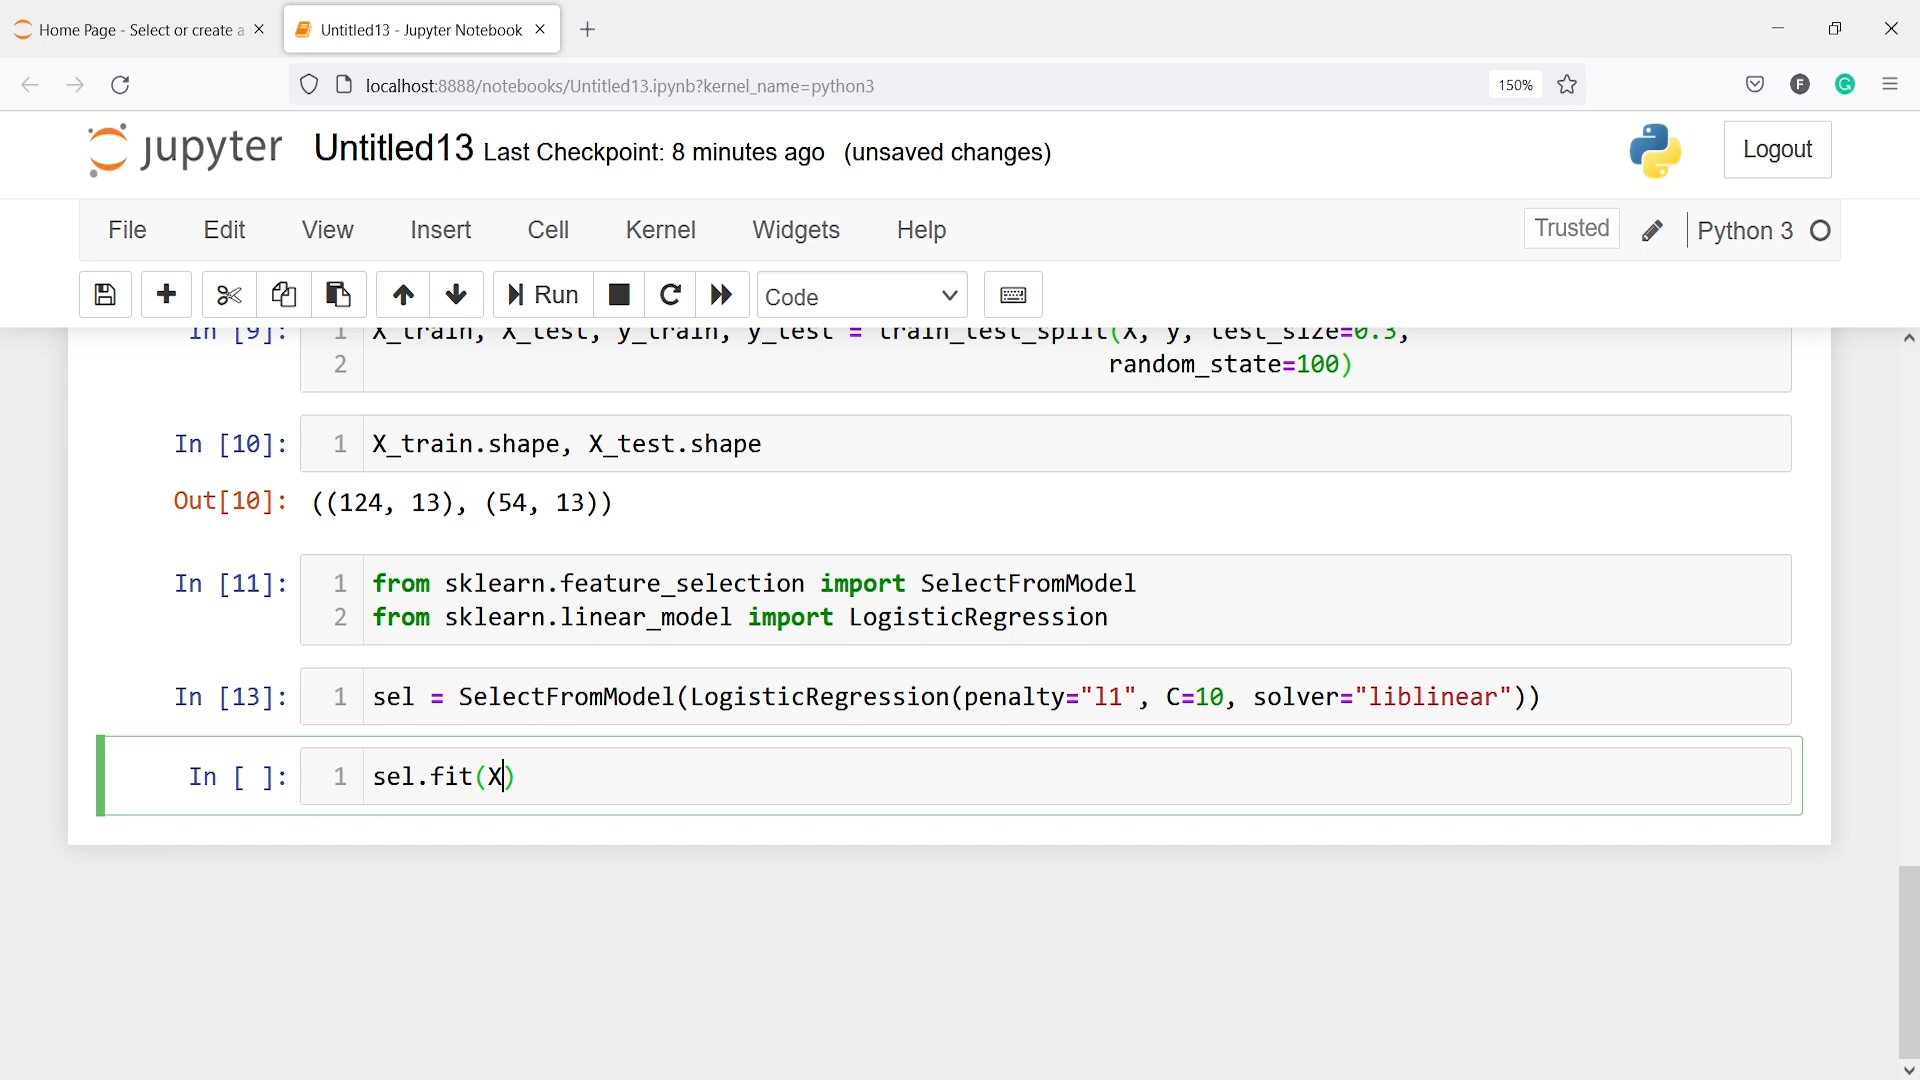 Home Page - Select or create a
Untitled13 - Jupyter Notebook
localhost:8888/notebooks/Untitled13.ipynb?kernel_name=python3
150%
F
G
jupyter
Untitled13 Last Checkpoint: 8 minutes ago (unsaved changes)
Logout
File Edit View Insert Cell Kernel Widgets Help
Trusted
Python 3
Run
Code
In [9]: 1 X_train, X_test, y_train, y_test = train_test_split(X, y, test_size=0.3,
2 random_state=100)
In [10]: 1 X_train.shape, X_test.shape
Out[10]: ((124, 13), (54, 13))
In [11]: 1 from sklearn.feature_selection import SelectFromModel
2 from sklearn.linear_model import LogisticRegression
In [13]: 1 sel = SelectFromModel(LogisticRegression(penalty="l1", C=10, solver="liblinear"))
In [ ]: 1 sel.fit(X)